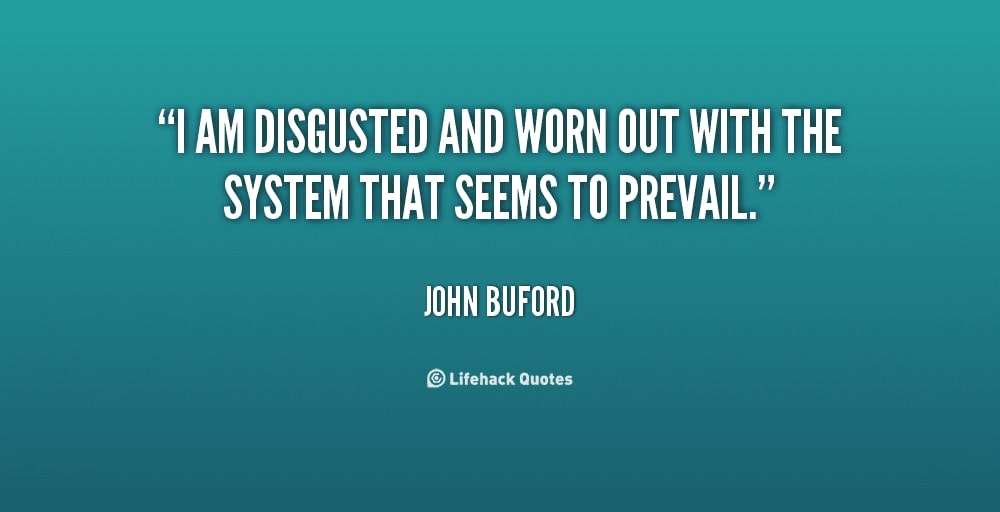 “I AM DISGUSTED AND WORN OUT WITH THE
SYSTEM THAT SEEMS TO PREVAIL.”
JOHN BUFORD
Lifehack Quotes